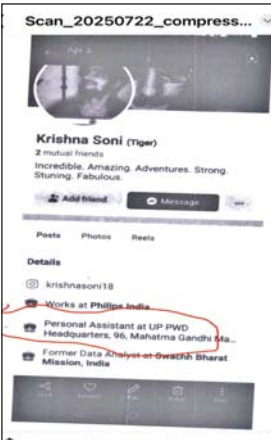 Scan_20250722_compress...
Apr 2
Krishna Soni (Tiger)
2 mutual friends
Incredible. Amazing. Adventures. Strong.
Stuning. Fabulous.
Add friend
Message
Posts Photos Reels
Details
krishnasoni18
Works at Philips India
Personal Assistant at UP PWD
Headquarters, 96, Mahatma Gandhi Ma...
Former Data Analyst at Swachh Bharat
Mission, India